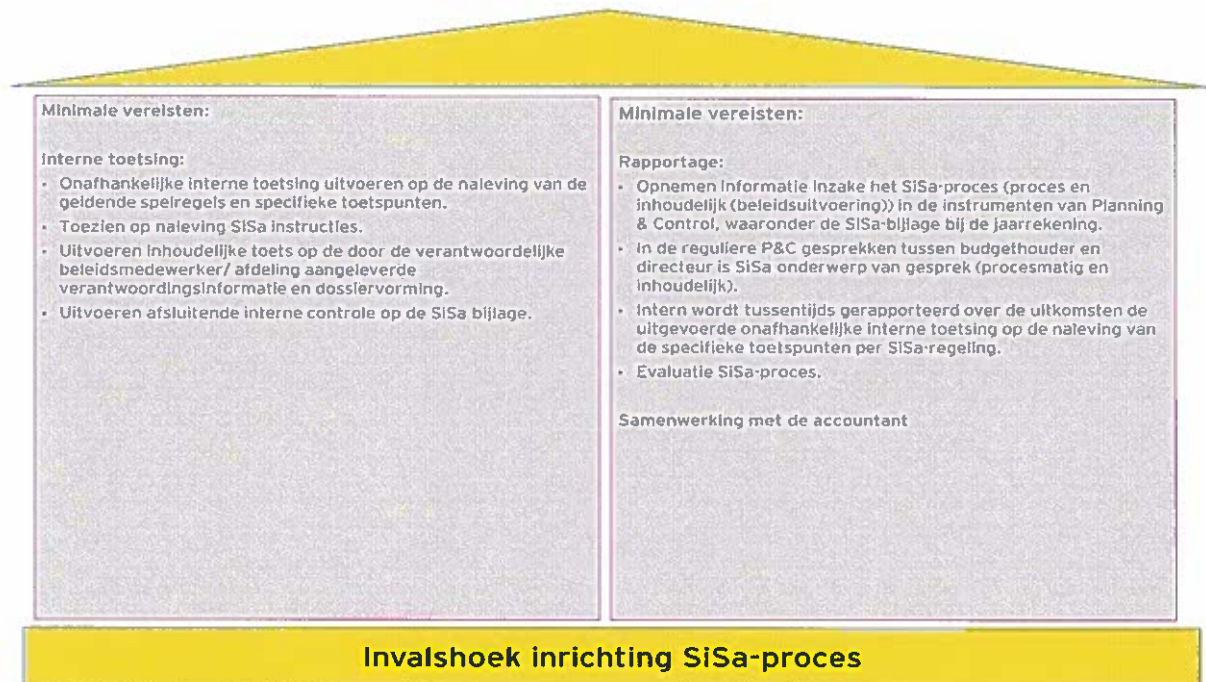 Minimale vereisten:
Interne toetsing:
• Onafhankelijke interne toetsing uitvoeren op de naleving van de
geldende spelregels en specifieke toetspunten.
• Toezien op naleving SiSa instructies.
• Uitvoeren inhoudelijke toets op de door de verantwoordelijke
beleidsmedewerker/ afdeling aangeleverde
verantwoordingsinformatie en dossiervorming.
• Uitvoeren afsluitende interne controle op de SiSa bijlage.
Minimale vereisten:
Rapportage:
• Opnemen informatie inzake het SiSa-proces (proces en
inhoudelijk (beleidsuitvoering)) in de instrumenten van Planning
& Control, waaronder de SiSa-bijlage bij de jaarrekening.
• In de reguliere P&C gesprekken tussen budgethouder en
directeur is SiSa onderwerp van gesprek (procesmatig en
inhoudelijk).
• Intern wordt tussentijds gerapporteerd over de uitkomsten de
uitgevoerde onafhankelijke interne toetsing op de naleving van
de specifieke toetspunten per SiSa-regeling.
• Evaluatie SiSa-proces.
Samenwerking met de accountant
Invalshoek inrichting SiSa-proces